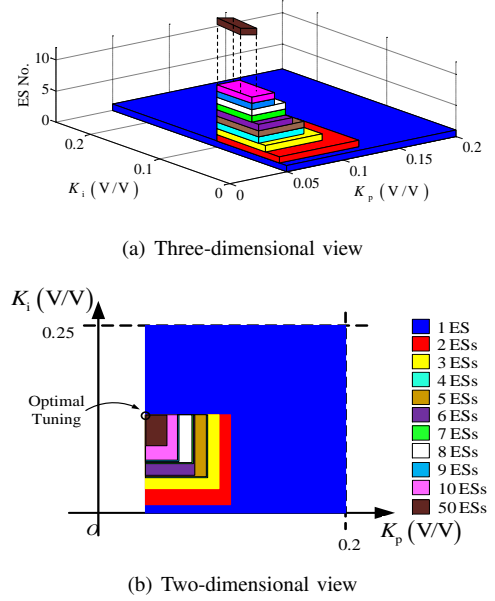 10
5
0
ES No.
0.2
0.1
0
K_i (V/V)
0
0.05
0.1
0.15
0.2
K_p (V/V)
(a) Three-dimensional view
K_i (V/V)
0.25
Optimal
Tuning
O
0.2
K_p (V/V)
1 ES
2 ESs
3 ESs
4 ESs
5 ESs
6 ESs
7 ESs
8 ESs
9 ESs
10 ESs
50 ESs
(b) Two-dimensional view